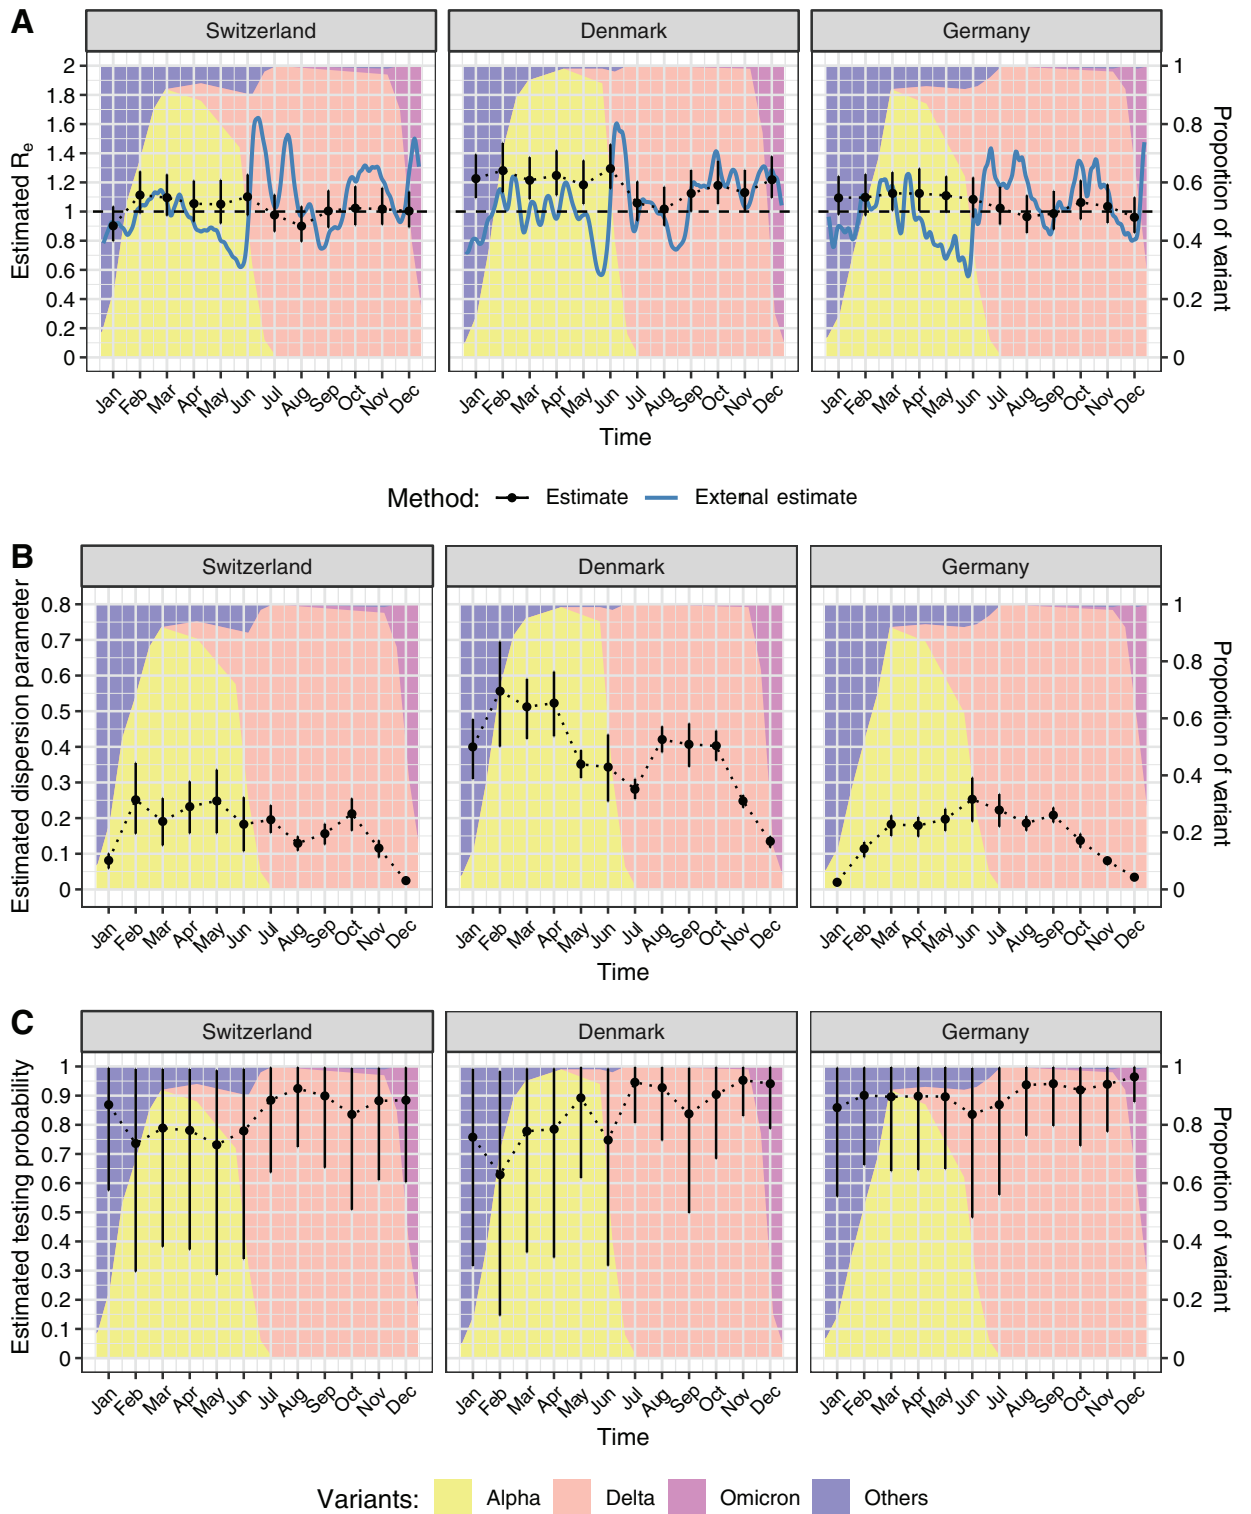 A
Switzerland Denmark Germany
Estimated Re
2 1.8 1.6 1.4 1.2 1 0.8 0.6 0.4 0.2 0
1 0.8 0.6 0.4 0.2 0
Proportion of variant
Jan Feb Mar Apr May Jun Jul Aug Sep Oct Nov Dec Jan Feb Mar Apr May Jun Jul Aug Sep Oct Nov Dec Jan Feb Mar Apr May Jun Jul Aug Sep Oct Nov Dec
Time
Method: Estimate External estimate
B
Switzerland Denmark Germany
Estimated dispersion parameter
0.8 0.7 0.6 0.5 0.4 0.3 0.2 0.1 0
1 0.8 0.6 0.4 0.2 0
Proportion of variant
Jan Feb Mar Apr May Jun Jul Aug Sep Oct Nov Dec Jan Feb Mar Apr May Jun Jul Aug Sep Oct Nov Dec Jan Feb Mar Apr May Jun Jul Aug Sep Oct Nov Dec
Time
C
Switzerland Denmark Germany
Estimated testing probability
1 0.9 0.8 0.7 0.6 0.5 0.4 0.3 0.2 0.1 0
1 0.8 0.6 0.4 0.2 0
Proportion of variant
Jan Feb Mar Apr May Jun Jul Aug Sep Oct Nov Dec Jan Feb Mar Apr May Jun Jul Aug Sep Oct Nov Dec Jan Feb Mar Apr May Jun Jul Aug Sep Oct Nov Dec
Time
Variants: Alpha Delta Omicron Others